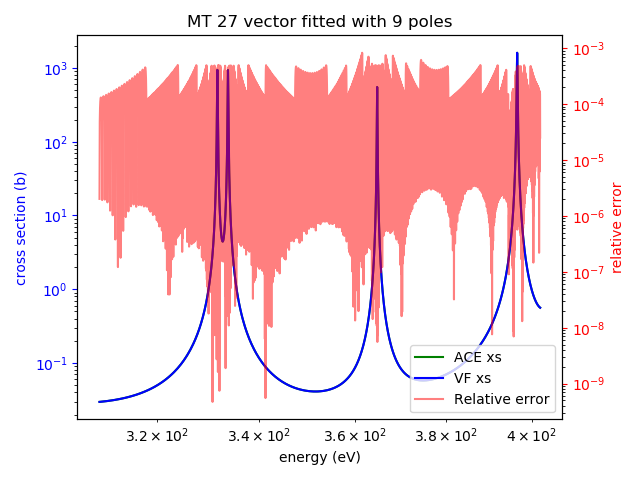 MT 27 vector fitted with 9 poles
10³
10²
10¹
10⁰
10⁻¹
cross section (b)
10⁻³
10⁻⁴
10⁻⁵
10⁻⁶
10⁻⁷
10⁻⁸
10⁻⁹
relative error
ACE xs
VF xs
Relative error
3.2 × 10² 3.4 × 10² 3.6 × 10² 3.8 × 10² 4 × 10²
energy (eV)